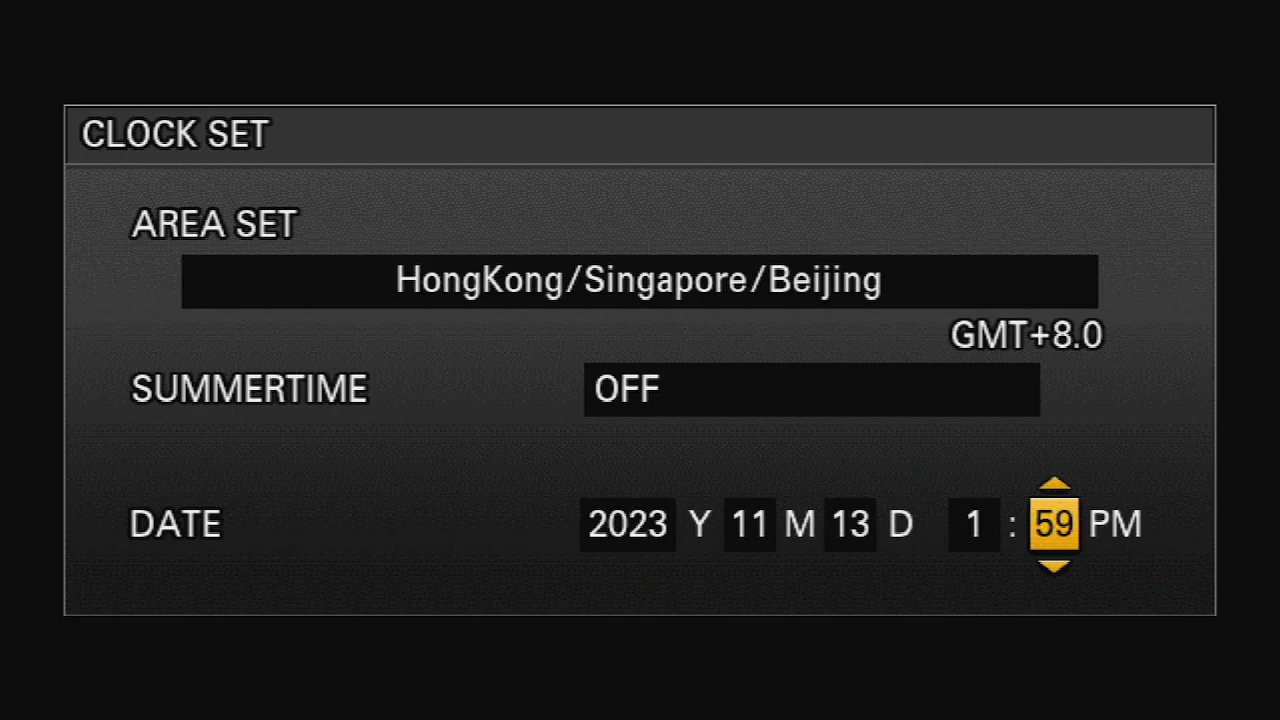 CLOCK SET
AREA SET
HongKong/Singapore/Beijing
GMT+8.0
SUMMERTIME OFF
DATE 2023 Y 11 M 13 D 1 : 59 PM